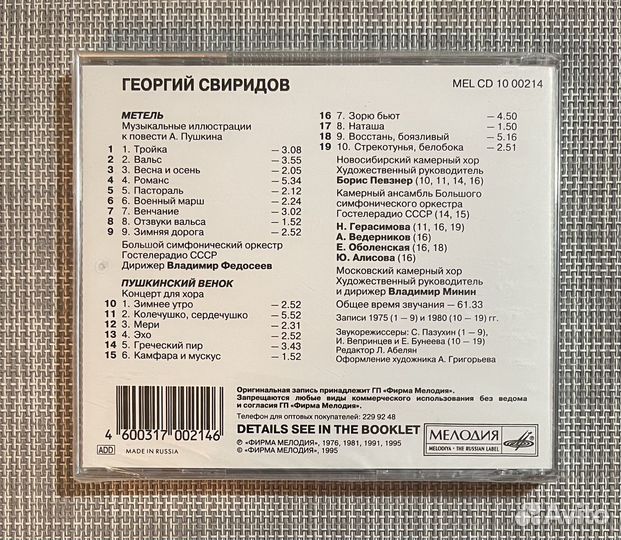 ГЕОРГИЙ СВИРИДОВ
MEL CD 10 00214
МЕТЕЛЬ
Музыкальные иллюстрации
к повести А. Пушкина
1 1. Тройка – 3.08
2 2. Вальс – 3.55
3 3. Весна и осень – 2.05
4 4. Романс – 5.34
5 5. Пастораль – 2.12
6 6. Военный марш – 2.24
7 7. Венчание – 3.02
8 8. Отзвуки вальса – 1.52
9 9. Зимняя дорога – 2.52
Большой симфонический оркестр
Гостелерадио СССР
Дирижер Владимир Федосеев
ПУШКИНСКИЙ ВЕНОК
Концерт для хора
10 1. Зимнее утро – 2.52
11 2. Колечушко, сердечушко – 5.52
12 3. Мери – 2.31
13 4. Эхо – 2.52
14 5. Греческий пир – 3.43
15 6. Камфара и мускус – 1.52
16 7. Зорю бьют – 4.50
17 8. Наташа – 1.50
18 9. Восстань, боязливый – 5.16
19 10. Стрекотунья, белобока – 2.51
Новосибирский камерный хор
Художественный руководитель
Борис Певзнер (10, 11, 14, 16)
Камерный ансамбль Большого
симфонического оркестра
Гостелерадио СССР (14, 15)
Н. Герасимова (11, 16, 19)
А. Ведерников (16)
Е. Оболенская (16, 18)
Ю. Алисова (16)
Московский камерный хор
Художественный руководитель
и дирижер Владимир Минин
Общее время звучания – 61.33
Записи 1975 (1 – 9) и 1980 (10 – 19) гг.
Звукорежиссеры: С. Пазухин (1 – 9),
И. Вепринцев и Е. Бунеева (10 – 19)
Редактор Л. Абелян
Оформление художника А. Григорьева
4 600317 002146
ADD
MADE IN RUSSIA
Оригинальная запись принадлежит ГП «Фирма Мелодия».
Запрещаются любые виды коммерческого использования без ведома
и согласия ГП «Фирма Мелодия».
Телефон для оптовых покупателей: 229 92 48
DETAILS SEE IN THE BOOKLET
℗ «ФИРМА МЕЛОДИЯ», 1976, 1981, 1991, 1995
© «ФИРМА МЕЛОДИЯ», 1995
МЕЛОДИЯ
MELODIYA · THE RUSSIAN LABEL
Avito